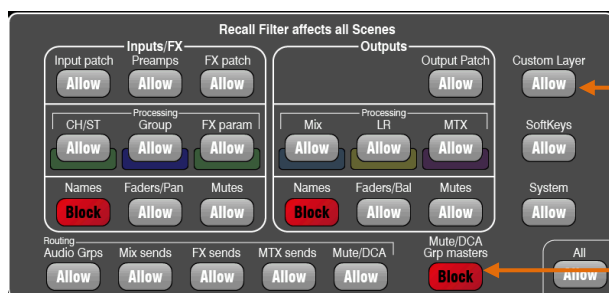 Recall Filter affects all Scenes
Inputs/FX Outputs
Input patch Preamps FX patch Output Patch Custom Layer
Allow Allow Allow Allow Allow
Processing Processing
CH/ST Group FX param Mix LR MTX SoftKeys
Allow Allow Allow Allow Allow Allow Allow
Names Faders/Pan Mutes Names Faders/Bal Mutes System
Block Allow Allow Block Allow Allow Allow
Routing Mute/DCA
Audio Grps Mix sends FX sends MTX sends Mute/DCA Grp masters All
Allow Allow Allow Allow Allow Block Allow